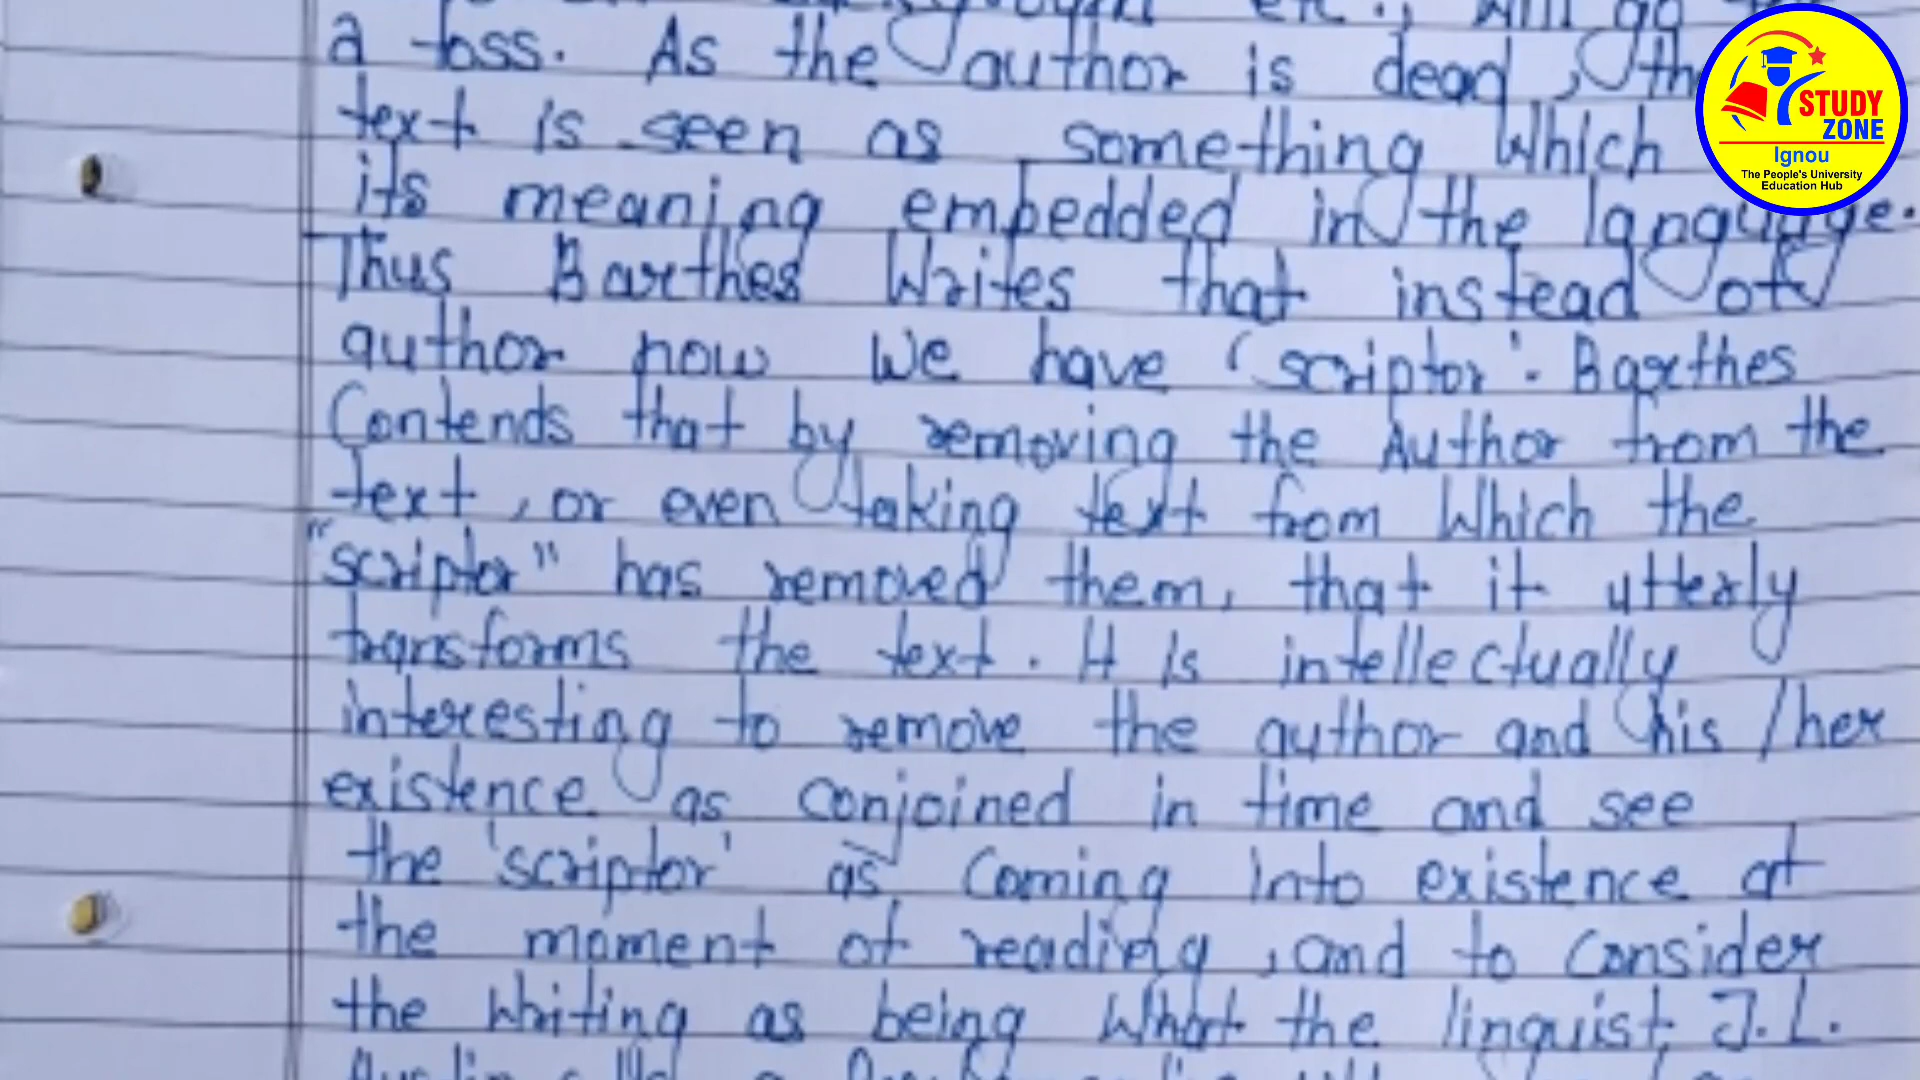 etc., will go
a toss. As the author is dead, the
text is seen as something which
its meaning embedded in the language.
Thus Barthes Writes that instead of
author now we have 'scriptor'. Barthes
Contends that by removing the Author from the
text, or even taking text from Which the
"scriptor" has removed them, that it utterly
transforms the text. It is intellectually
interesting to remove the author and his/her
existence as conjoined in time and see
the 'scriptor' as coming into existence at
the moment of reading, and to Consider
the Writing as being What the linguist J.L.
STUDY
ZONE
Ignou
The People's University
Education Hub